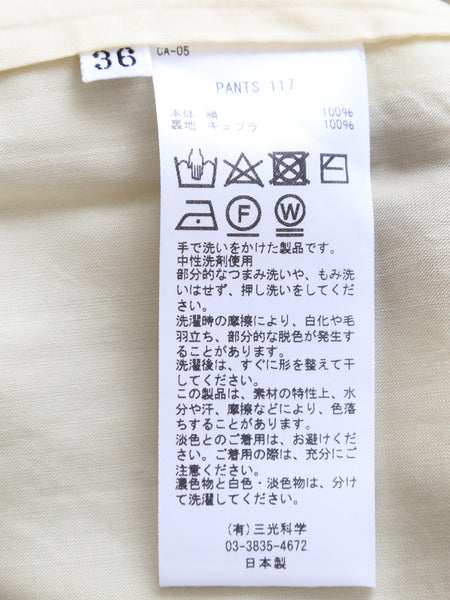 36
CA-05
PANTS 117
本体 絹 100%
裏地 キュプラ 100%
F
W
手で洗いをかけた製品です。
中性洗剤使用
部分的なつまみ洗いや、もみ洗
いはせず、押し洗いをしてくだ
さい。
洗濯時の摩擦により、白化や毛
羽立ち、部分的な脱色が発生す
ることがあります。
洗濯後は、すぐに形を整えて干
してください。
この製品は、素材の特性上、水
分や汗、摩擦などにより、色落
ちすることがあります。
淡色とのご着用は、お避けくだ
さい。ご着用の際は、充分にご
注意ください。
濃色物と白色・淡色物は、分け
て洗濯してください。
(有)三光科学
03-3835-4672
日本製